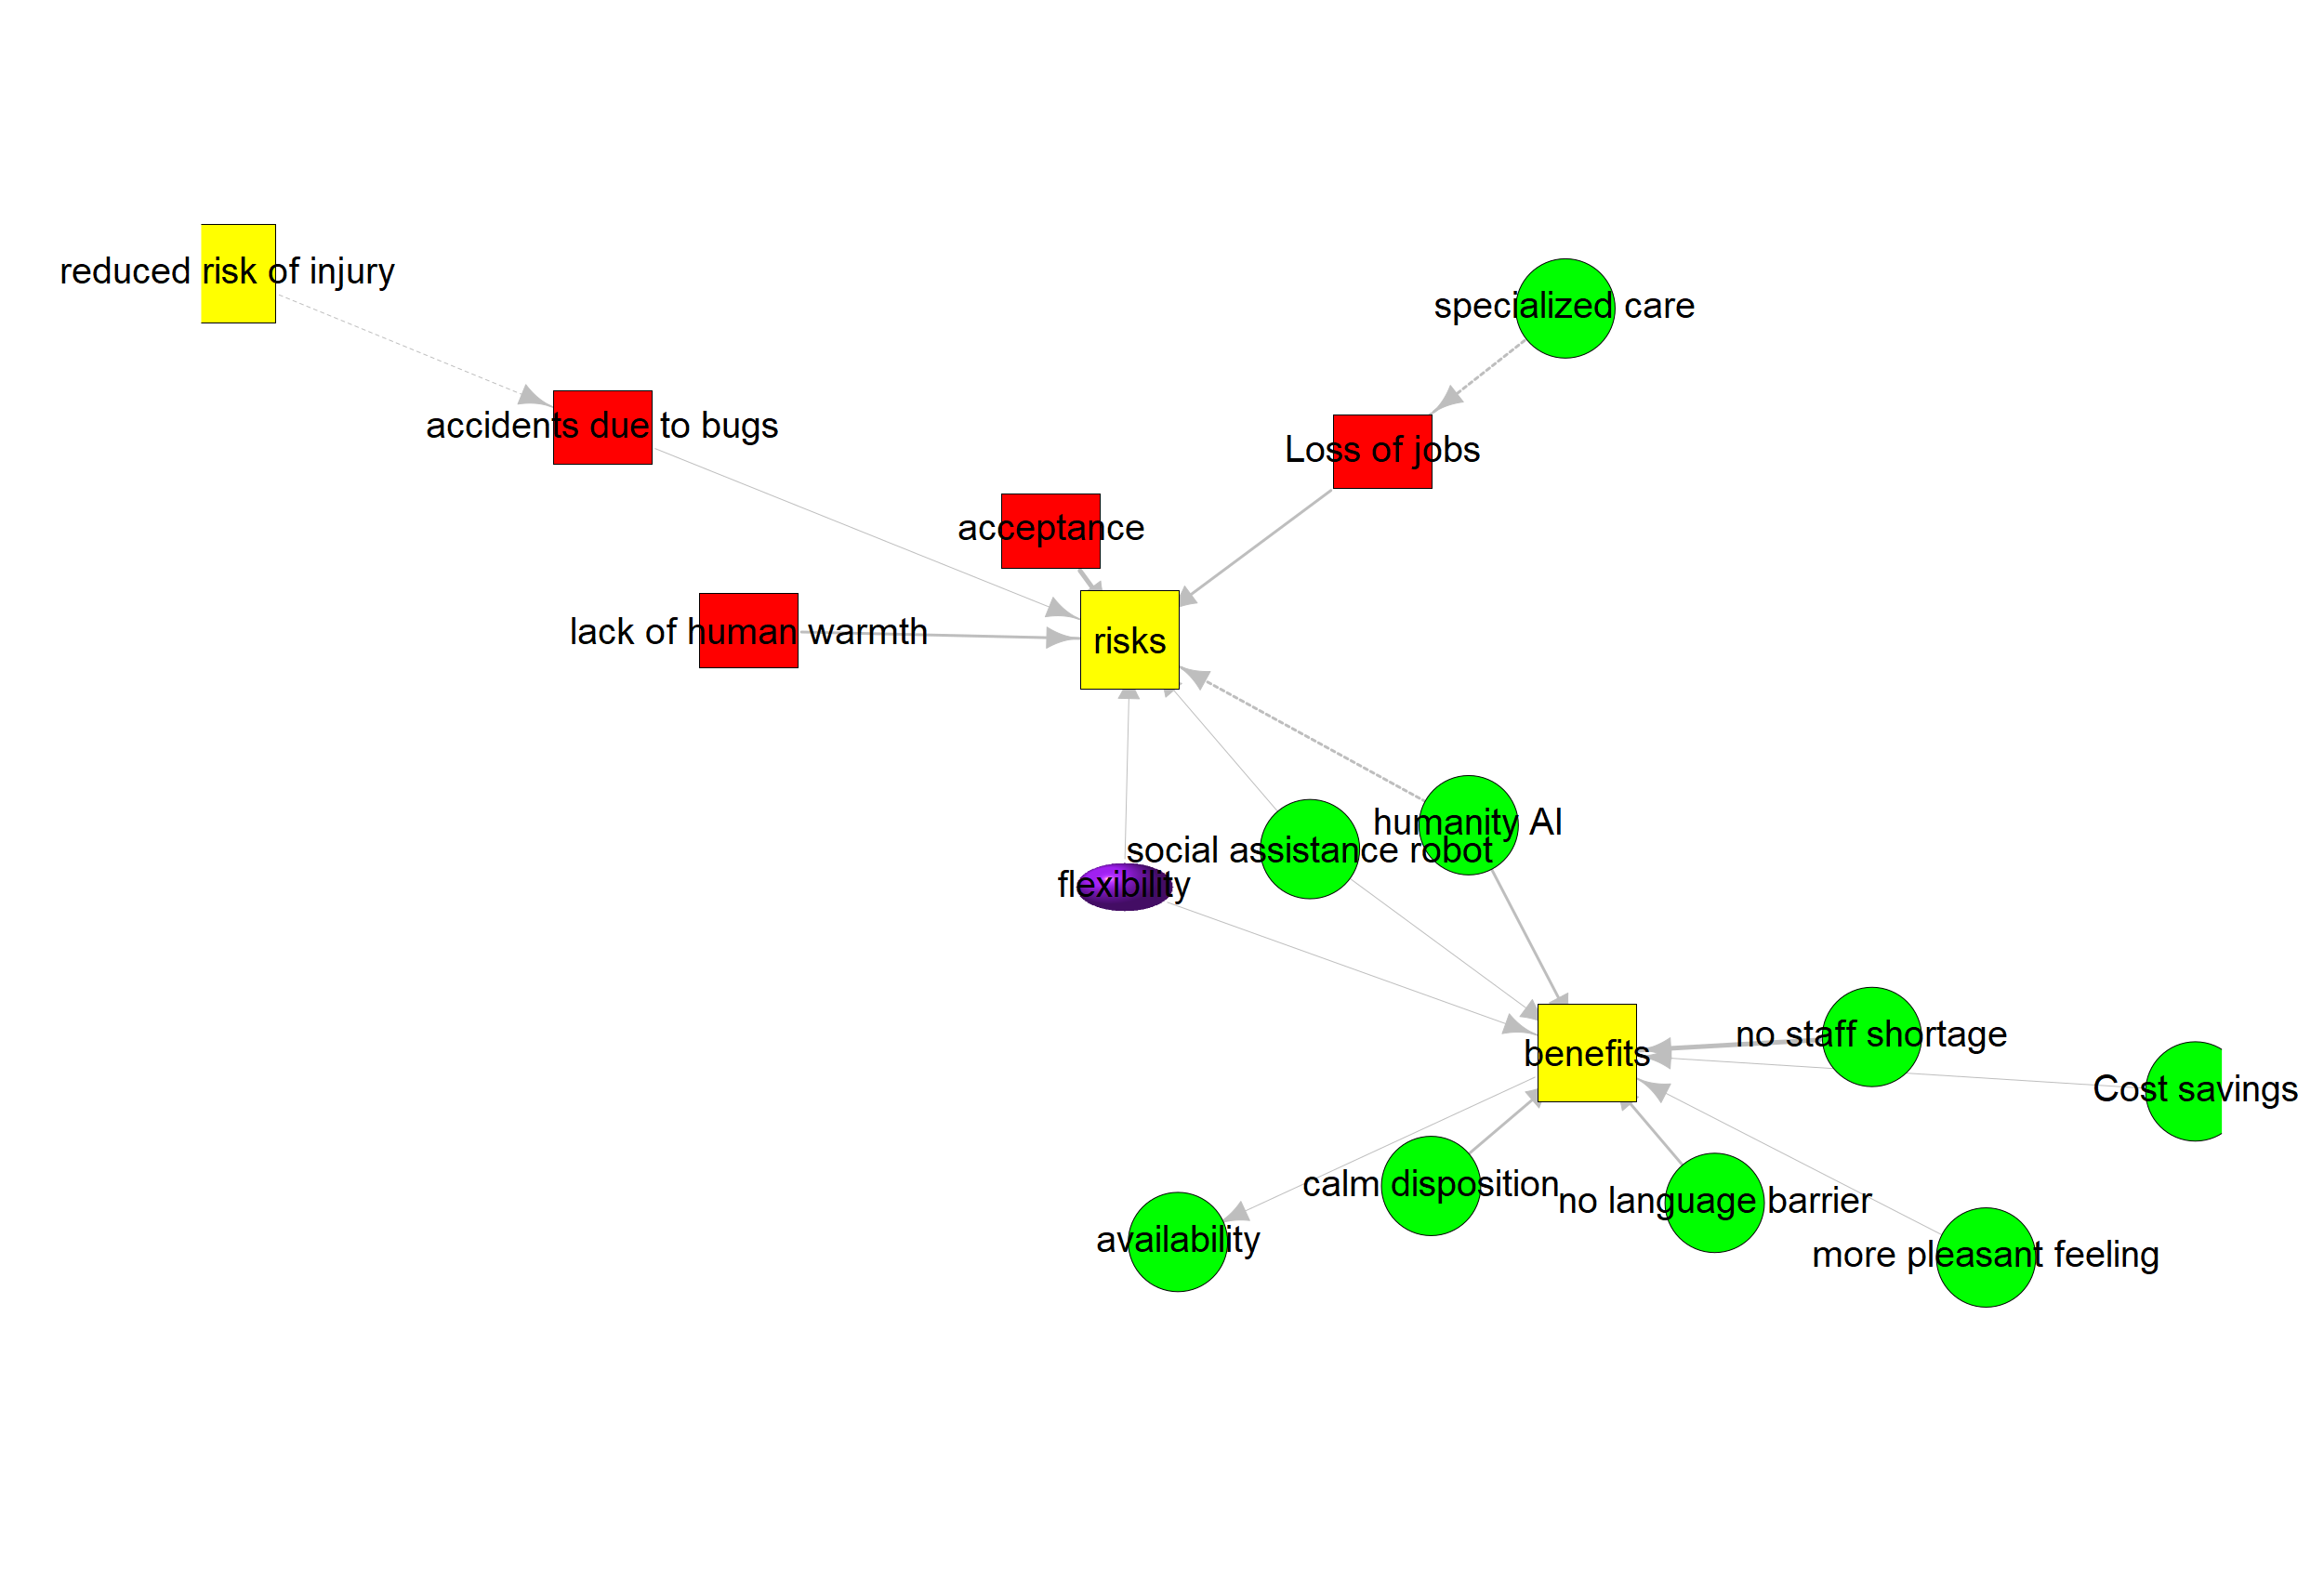 reduced risk of injury
specialized care
accidents due to bugs
Loss of jobs
acceptance
lack of human warmth
risks
humanity AI
social assistance robot
flexibility
no staff shortage
benefits
Cost savings
calm disposition
no language barrier
availability
more pleasant feeling